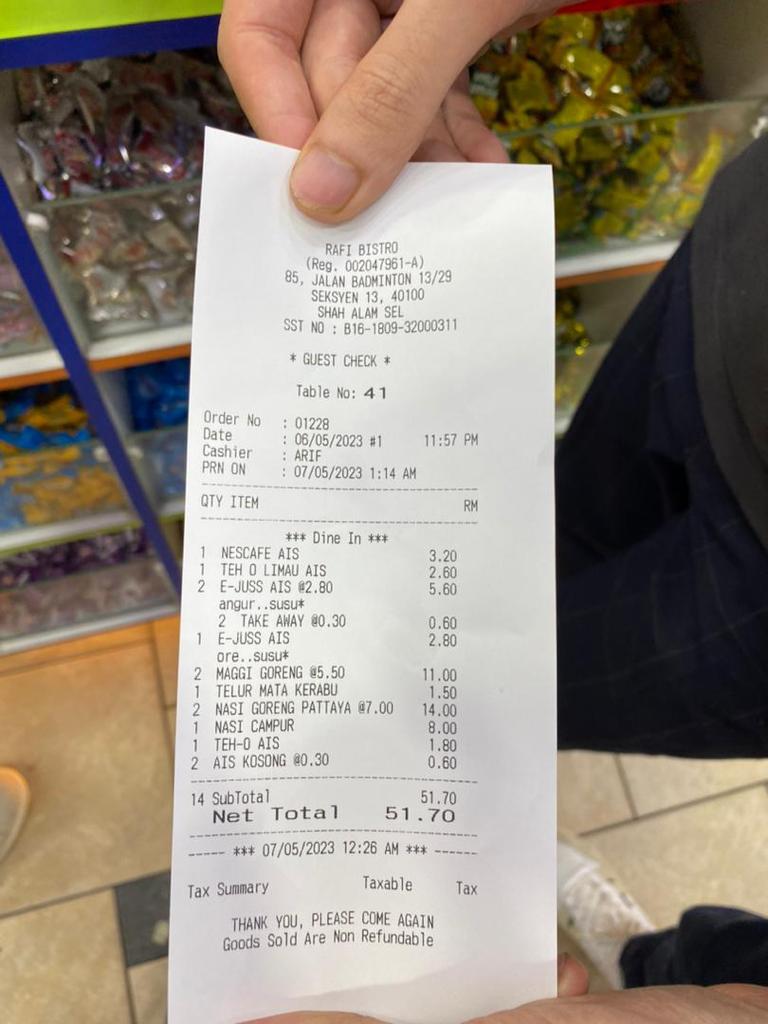 RAFI BISTRO
(Reg. 002047961-A)
85, JALAN BADMINTON 13/29
SEKSYEN 13, 40100
SHAH ALAM SEL
SST NO : B16-1809-32000311
* GUEST CHECK *
Table No: 41
Order No : 01228
Date : 06/05/2023 #1 11:57 PM
Cashier : ARIF
PRN ON : 07/05/2023 1:14 AM
QTY ITEM RM
*** Dine In ***
1 NESCAFE AIS 3.20
1 TEH O LIMAU AIS 2.60
2 E-JUSS AIS @2.80 5.60
angur..susu*
2 TAKE AWAY @0.30 0.60
1 E-JUSS AIS 2.80
ore..susu*
2 MAGGI GORENG @5.50 11.00
1 TELUR MATA KERABU 1.50
2 NASI GORENG PATTAYA @7.00 14.00
1 NASI CAMPUR 8.00
1 TEH-O AIS 1.80
2 AIS KOSONG @0.30 0.60
14 SubTotal 51.70
Net Total 51.70
----- *** 07/05/2023 12:26 AM *** ------
Tax Summary Taxable Tax
THANK YOU, PLEASE COME AGAIN
Goods Sold Are Non Refundable